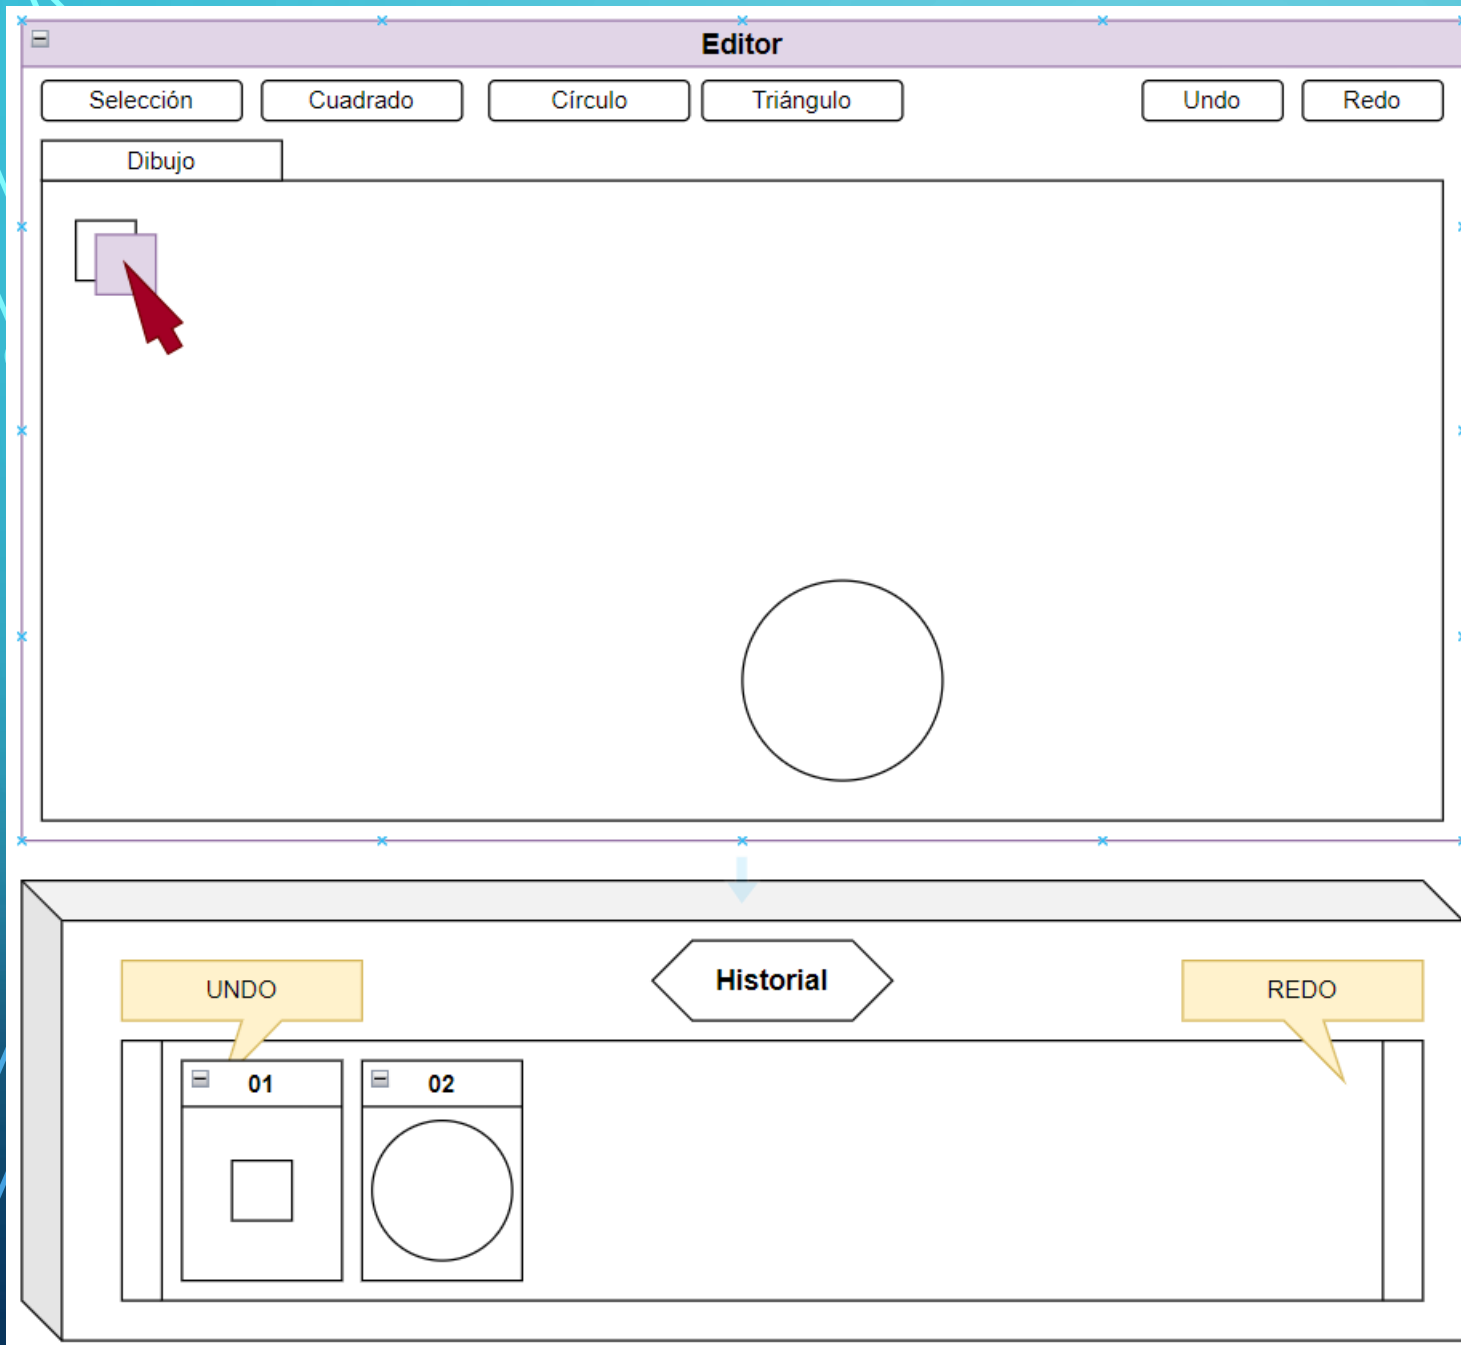 Editor
Selección
Cuadrado
Círculo
Triángulo
Undo
Redo
Dibujo
Historial
UNDO
REDO
01
02